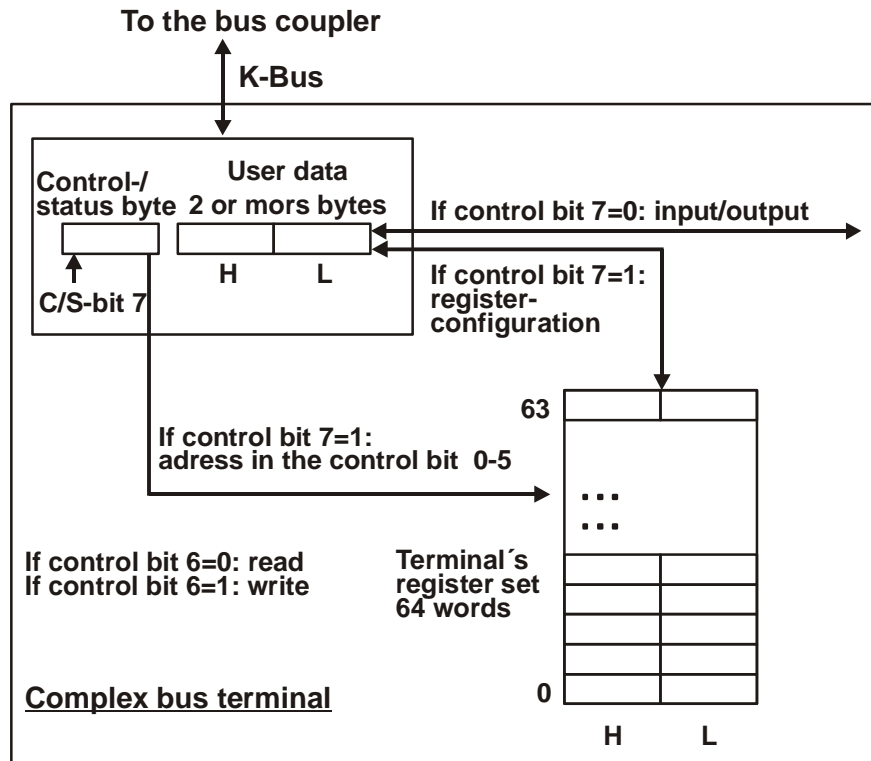 To the bus coupler
K-Bus
User data
Control-/
status byte
2 or mors bytes
H
L
C/S-bit 7
If control bit 7=0: input/output
If control bit 7=1:
register-
configuration
63
If control bit 7=1:
adress in the control bit 0-5
...
...
If control bit 6=0: read
If control bit 6=1: write
Terminal´s
register set
64 words
0
Complex bus terminal
H
L